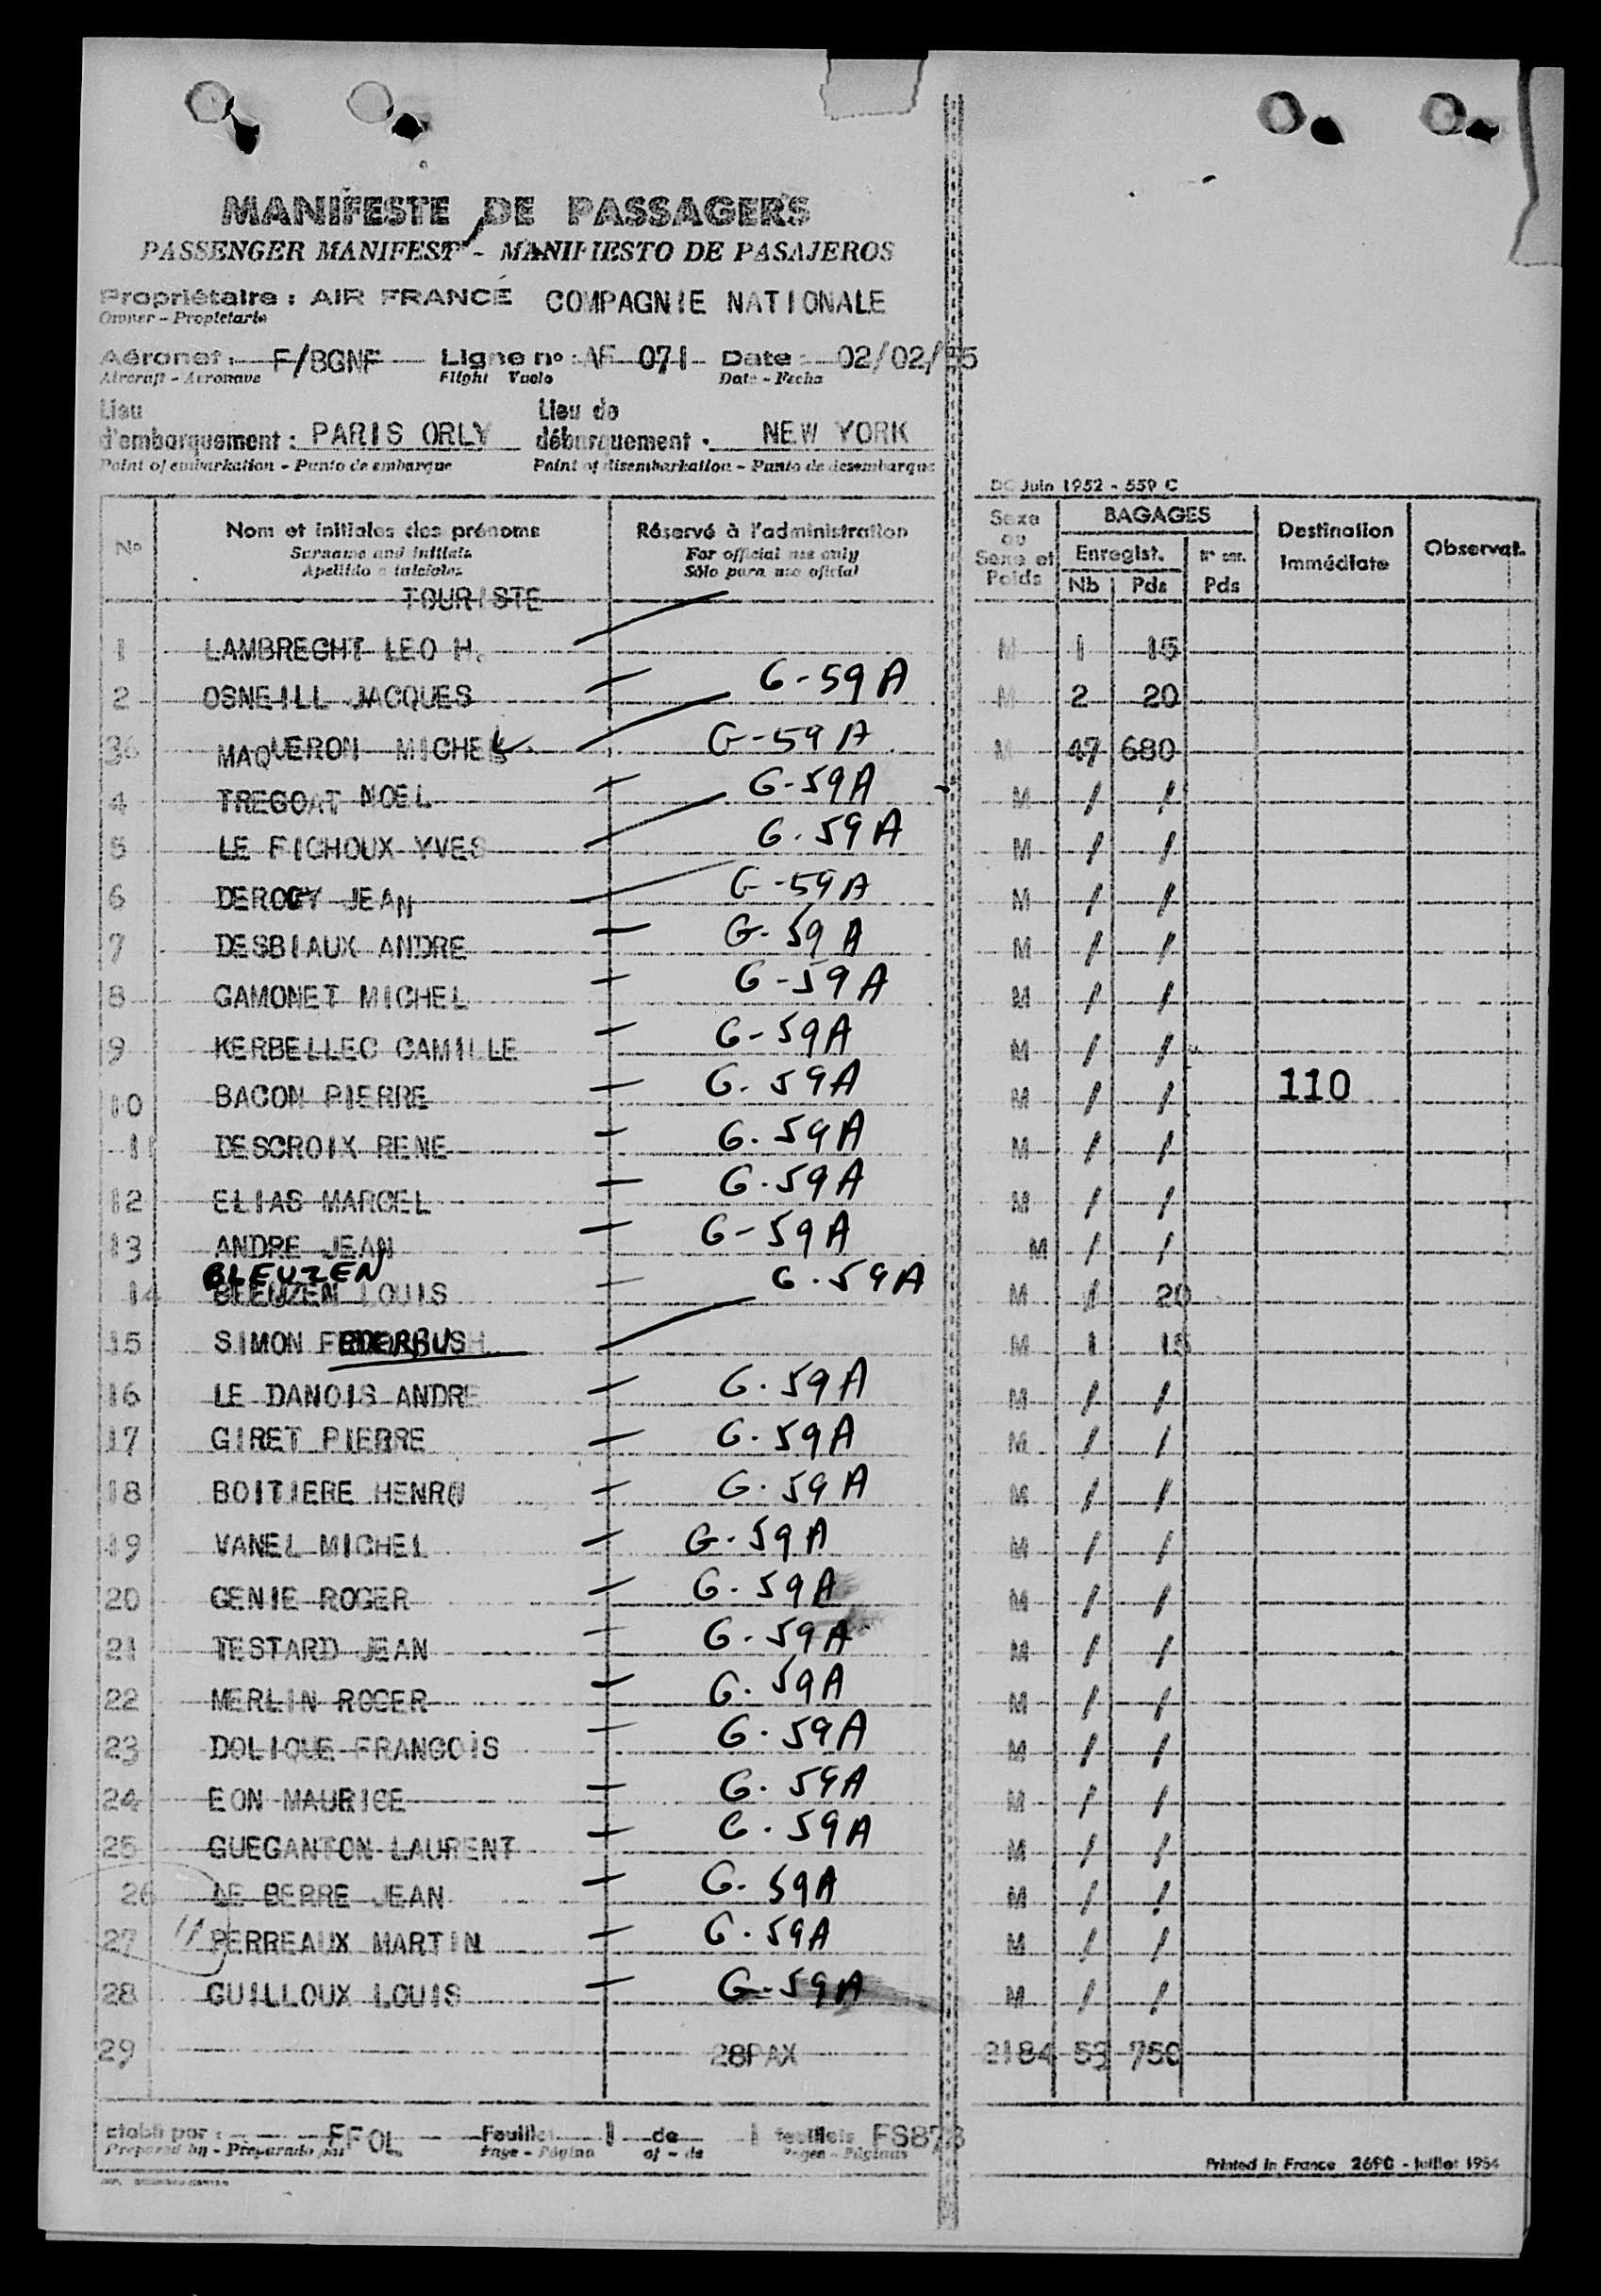 MANIFESTE DE PASSAGERS
PASSENGER MANIFEST - MANIFIESTO DE PASAJEROS
Propriétaire : AIR FRANCE COMPAGNIE NATIONALE
Owner - Propietario
Aéronef : F/BGNF Ligne no : AF 071 Date : 02/02/55
Aircraft - Aeronave Flight Vuelo Date - Fecha
Lieu Lieu de
d'embarquement : PARIS ORLY débarquement : NEW YORK
Point of embarkation - Punto de embarque Point of disembarkation - Punto de desembarque
DC Juin 1952 - 559 C
No Nom et initiales des prénoms Réservé à l'administration Sexe ou Sexe et Poids BAGAGES Destination Immédiate Observat.
Surname and initials For official use only Enregist. Nb Pds Pds
Apellido e iniciales Sólo para uso oficial
TOURISTE
1 LAMBRECHT LEO H. M 1 15
2 OSNEILL JACQUES G-59A M 2 20
36 MAQUERON MICHEL G-59A M 47 680
4 TREGOAT NOEL G-59A M / /
5 LE FICHOUX YVES G.59A M / /
6 DEROGY JEAN G-59A M / /
7 DESBIAUX ANDRE G-59A M / /
8 GAMONET MICHEL G-59A M / /
9 KERBELLEC CAMILLE G-59A M / /
10 BACON PIERRE G.59A M / / 110
11 DESCROIX RENE G.59A M / /
12 ELIAS MARCEL G.59A M / /
13 ANDRE JEAN G-59A M / /
BLEUZEN
14 BLEUZEN LOUIS G.59A M / 20
15 SIMON FEDERBUSH M 1 15
16 LE DANOIS ANDRE G.59A M / /
17 GIRET PIERRE G.59A M / /
18 BOITIERE HENRI G.59A M / /
19 VANEL MICHEL G.59A M / /
20 GENIE ROGER G.59A M / /
21 TESTARD JEAN G.59A M / /
22 MERLIN ROGER G.59A M / /
23 DOLIQUE FRANCOIS G.59A M / /
24 EON MAURICE G.59A M / /
25 GUEGANTON LAURENT G.59A M / /
26 LE BERRE JEAN G.59A M / /
27 PERREAUX MARTIN G.59A M / /
28 GUILLOUX LOUIS G.59A M / /
29 28PAX 2184 53 750
Etabli par : FFOL Feuillet 1 de 1 feuillets FS873
Prepared by - Preparado por Page - Página of - de Pages - Páginas
Printed in France 2690 - Juillet 1954